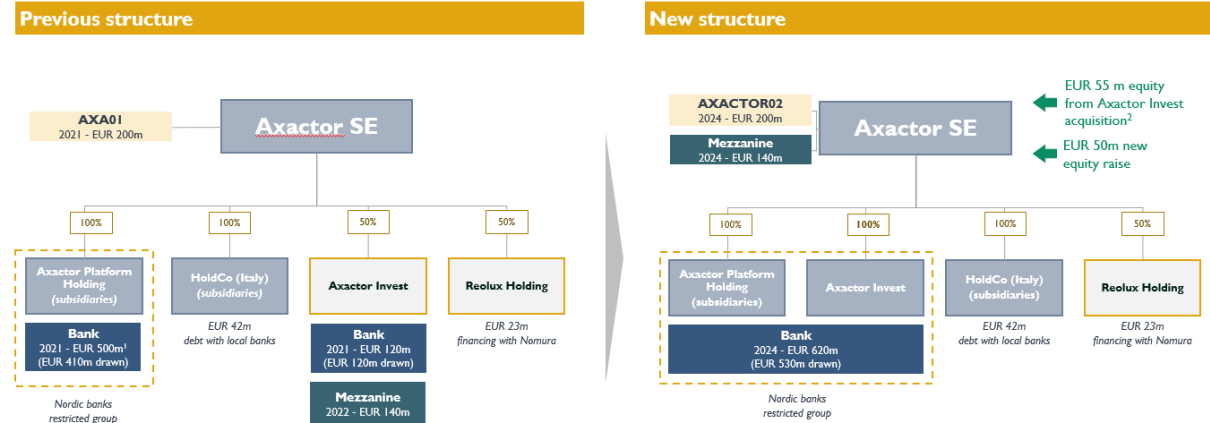 Previous structure
AXA01
2021 - EUR 200m
Axactor SE
100%
100%
50%
50%
Axactor Platform
Holding
(subsidiaries)
HoldCo (Italy)
(subsidiaries)
Axactor Invest
Reolux Holding
Bank
2021 - EUR 500m¹
(EUR 410m drawn)
EUR 42m
debt with local banks
Bank
2021 - EUR 120m
(EUR 120m drawn)
EUR 23m
financing with Nomura
Mezzanine
2022 - EUR 140m
Nordic banks
restricted group
New structure
AXACTOR02
2024 - EUR 200m
Mezzanine
2024 - EUR 140m
Axactor SE
EUR 55 m equity
from Axactor Invest
acquisition²
EUR 50m new
equity raise
100%
100%
100%
50%
Axactor Platform
Holding
(subsidiaries)
Axactor Invest
HoldCo (Italy)
(subsidiaries)
Reolux Holding
Bank
2024 - EUR 620m
(EUR 530m drawn)
EUR 42m
debt with local banks
EUR 23m
financing with Nomura
Nordic banks
restricted group